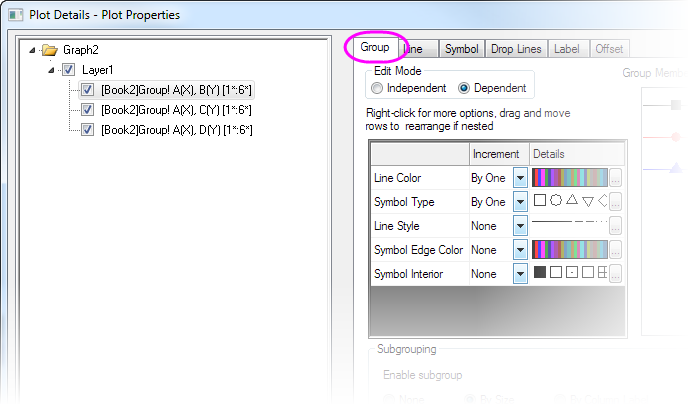 Plot Details - Plot Properties
Graph2
Layer1
[Book2]Group! A(X), B(Y) [1*:6*]
[Book2]Group! A(X), C(Y) [1*:6*]
[Book2]Group! A(X), D(Y) [1*:6*]
Group Line Symbol Drop Lines Label Offset
Edit Mode
Independent Dependent
Group Mem
Right-click for more options, drag and move
rows to rearrange if nested
Increment Details
Line Color By One ...
Symbol Type By One ...
Line Style None ...
Symbol Edge Color None ...
Symbol Interior None ...
Subgrouping
Enable subgroup
None By Size